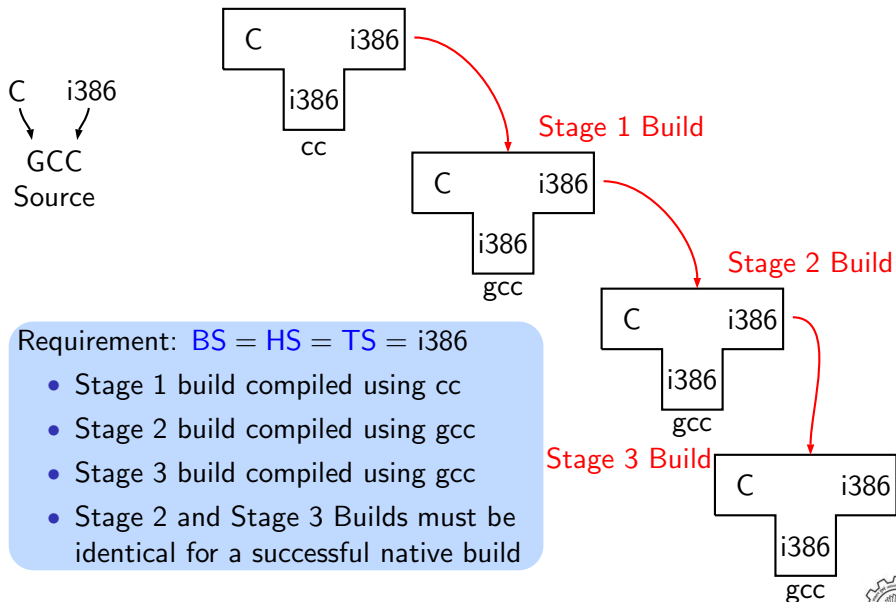 C i386
i386
cc
C i386
GCC
Source
Stage 1 Build
C i386
i386
gcc
Stage 2 Build
C i386
i386
gcc
Stage 3 Build
C i386
i386
gcc
Requirement: BS = HS = TS = i386
• Stage 1 build compiled using cc
• Stage 2 build compiled using gcc
• Stage 3 build compiled using gcc
• Stage 2 and Stage 3 Builds must be
identical for a successful native build